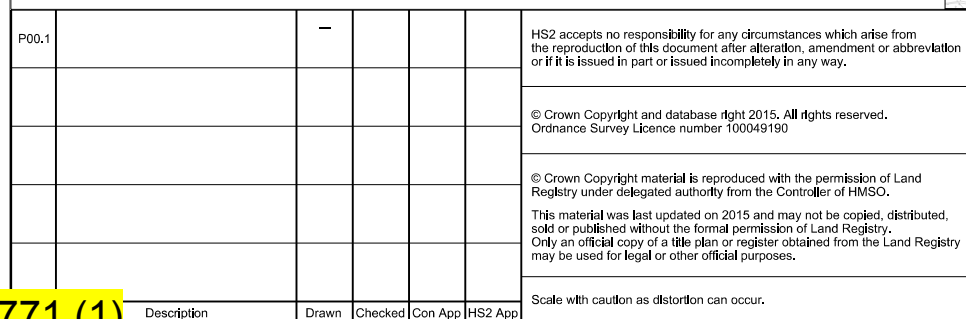 P00.1 –
HS2 accepts no responsibility for any circumstances which arise from
the reproduction of this document after alteration, amendment or abbreviation
or if it is issued in part or issued incompletely in any way.
© Crown Copyright and database right 2015. All rights reserved.
Ordnance Survey Licence number 100049190
© Crown Copyright material is reproduced with the permission of Land
Registry under delegated authority from the Controller of HMSO.
This material was last updated on 2015 and may not be copied, distributed,
sold or published without the formal permission of Land Registry.
Only an official copy of a title plan or register obtained from the Land Registry
may be used for legal or other official purposes.
Scale with caution as distortion can occur.
771 (1)
Description Drawn Checked Con App HS2 App